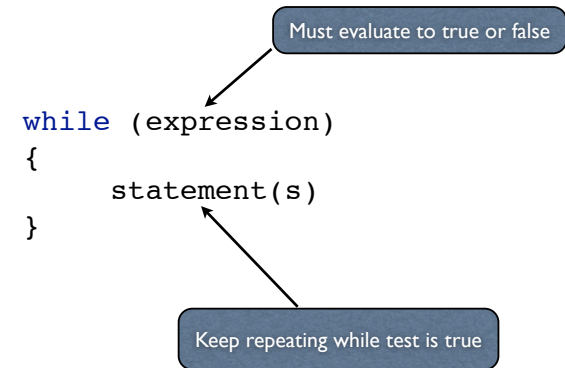 Must evaluate to true or false
while (expression)
{
statement(s)
}
Keep repeating while test is true